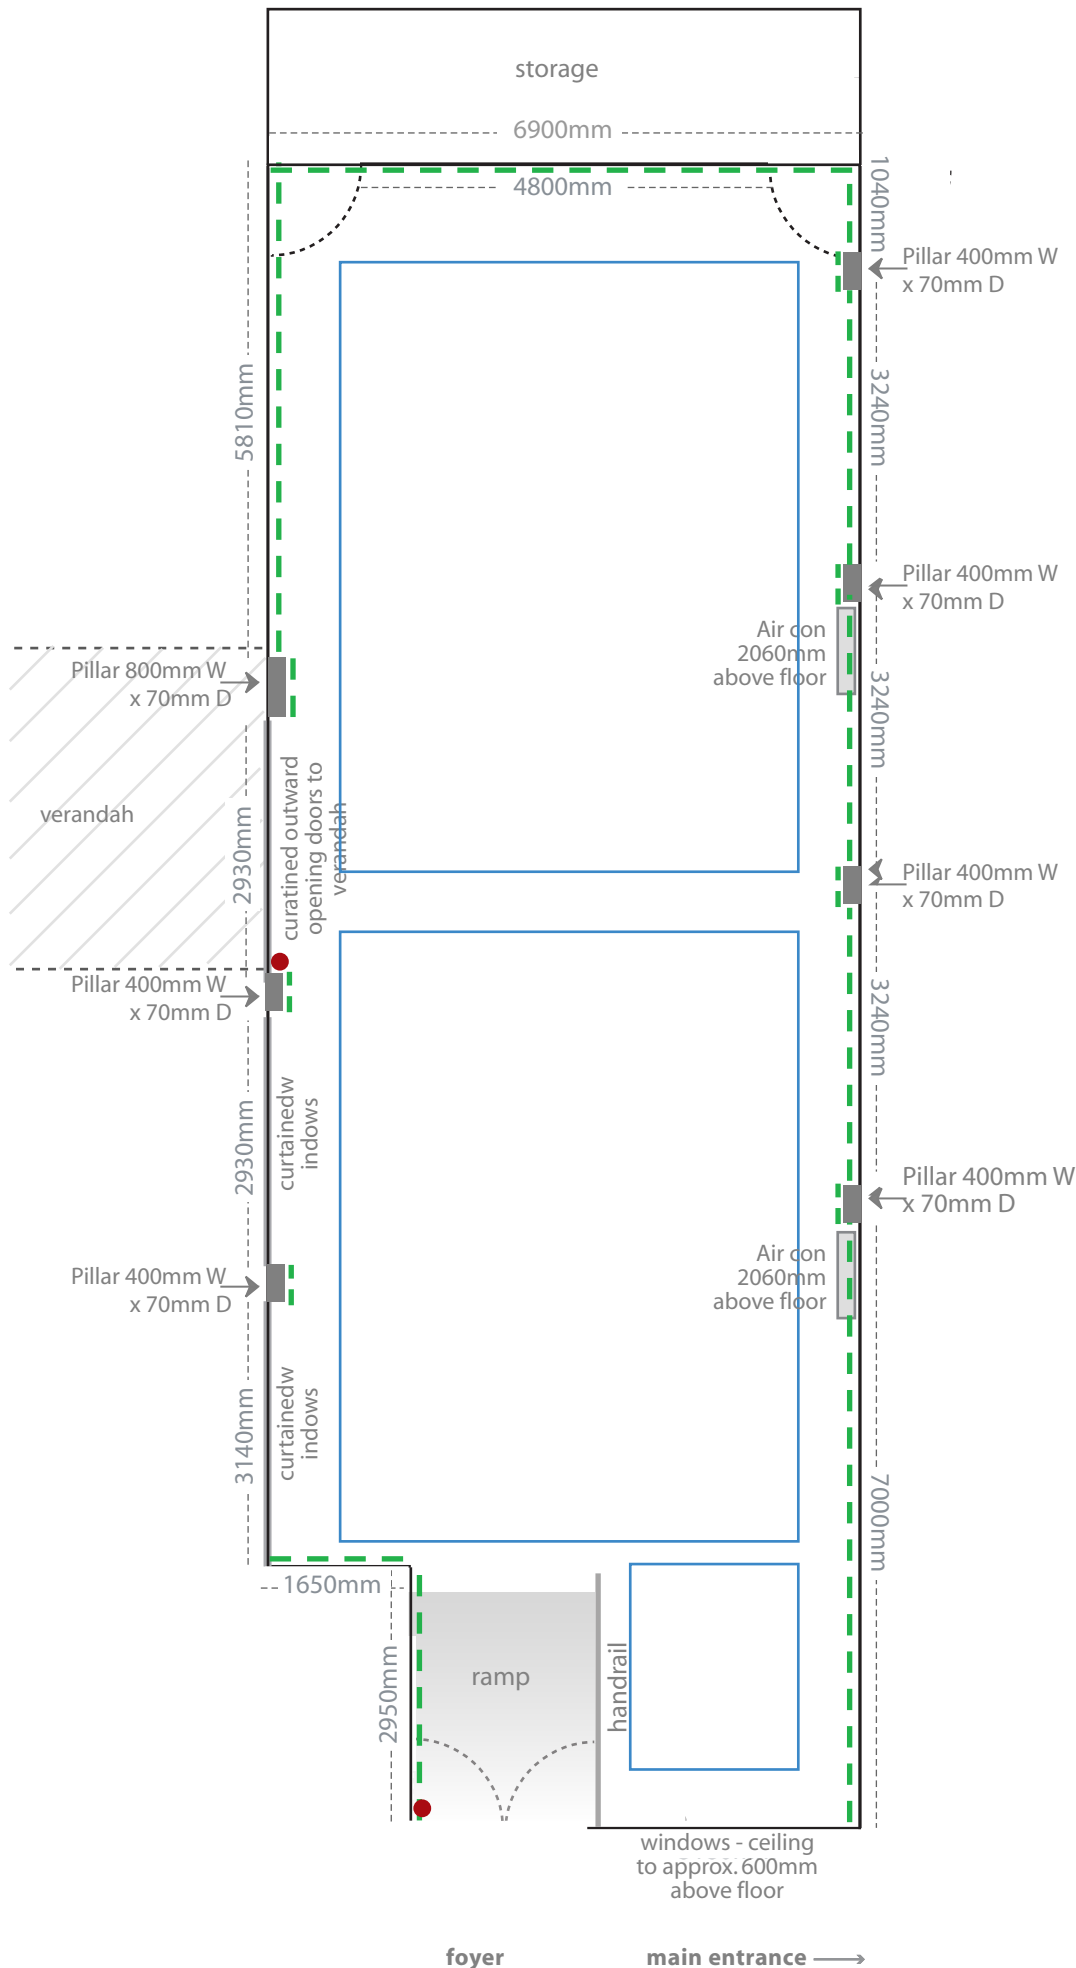 storage
6900mm
4800mm
1040mm
Pillar 400mm W
x 70mm D
5810mm
3240mm
Pillar 400mm W
x 70mm D
Air con
2060mm
above floor
Pillar 800mm W
x 70mm D
3240mm
verandah
2930mm
curatined outward
opening doors to
verandah
Pillar 400mm W
x 70mm D
Pillar 400mm W
x 70mm D
3240mm
2930mm
curtainedw
indows
Pillar 400mm W
x 70mm D
Air con
2060mm
above floor
Pillar 400mm W
x 70mm D
3140mm
curtainedw
indows
7000mm
1650mm
2950mm
ramp
handrail
windows - ceiling
to approx. 600mm
above floor
foyer
main entrance